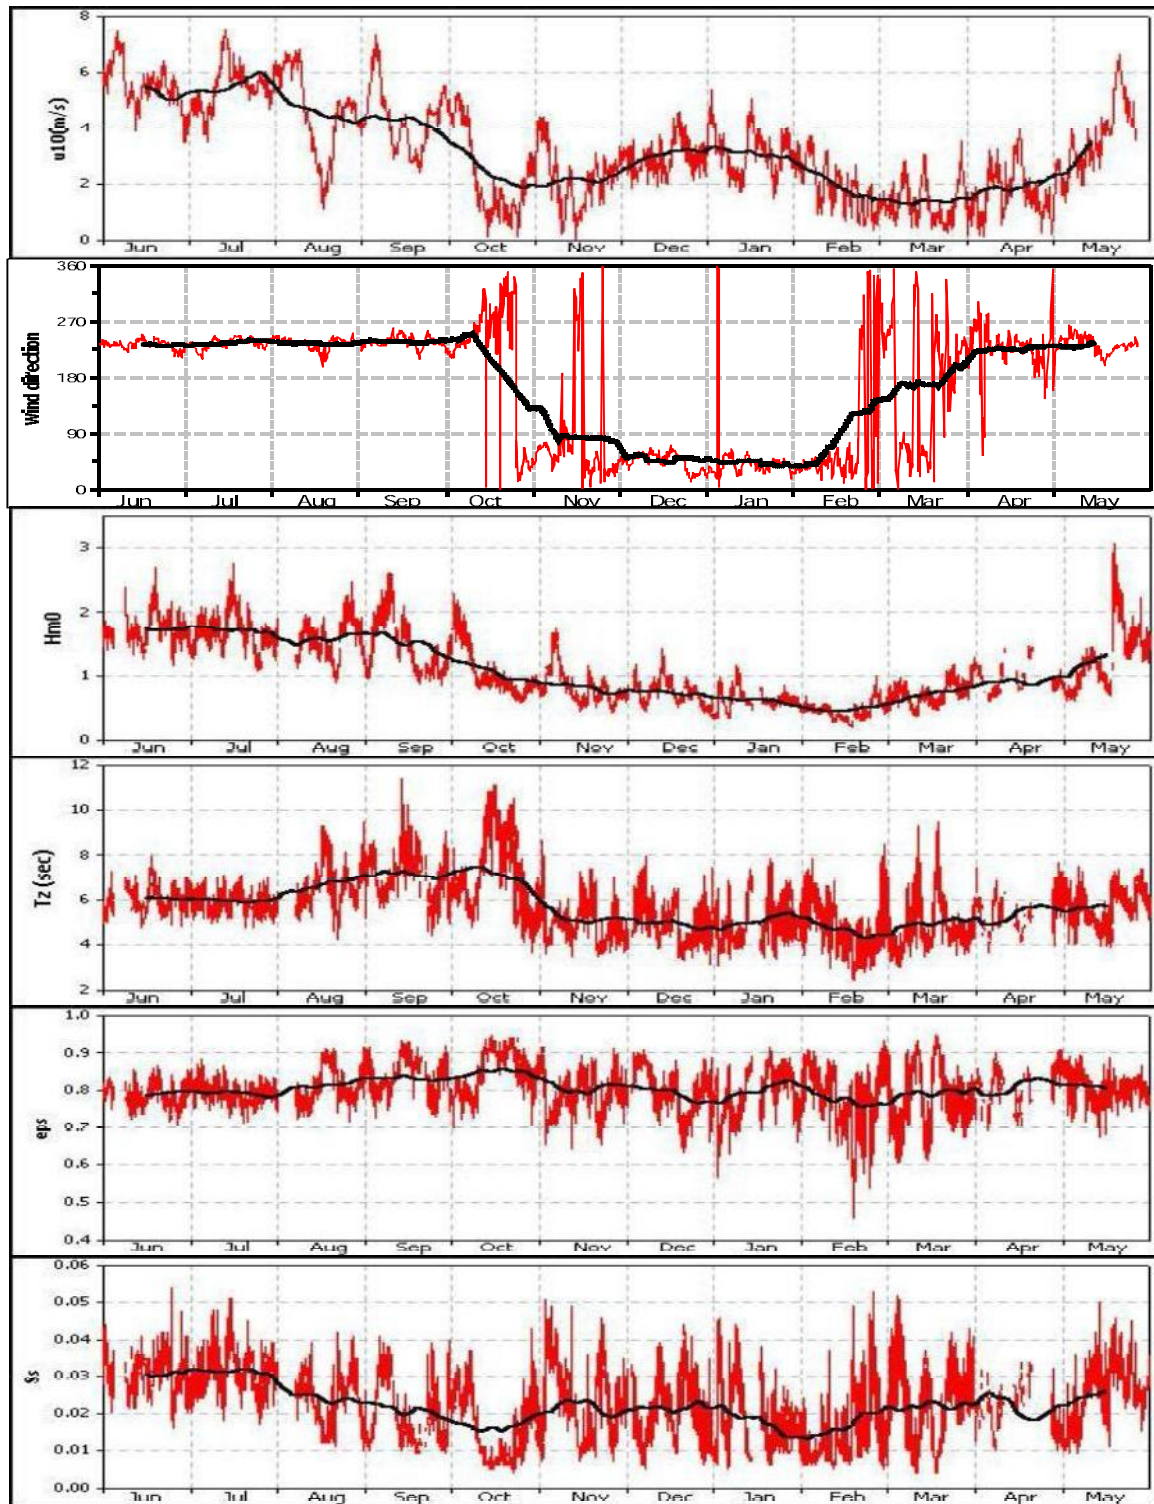 8
6
4
2
0
u10(m/s)
Jun Jul Aug Sep Oct Nov Dec Jan Feb Mar Apr May
360
270
180
90
0
Wind direction
Jun Jul Aug Sep Oct Nov Dec Jan Feb Mar Apr May
3
2
1
0
Hm0
Jun Jul Aug Sep Oct Nov Dec Jan Feb Mar Apr May
12
10
8
6
4
2
Tz (sec)
Jun Jul Aug Sep Oct Nov Dec Jan Feb Mar Apr May
1.0
0.9
0.8
0.7
0.6
0.5
0.4
eps
Jun Jul Aug Sep Oct Nov Dec Jan Feb Mar Apr May
0.06
0.05
0.04
0.03
0.02
0.01
0.00
Ss
Jun Jul Aug Sep Oct Nov Dec Jan Feb Mar Apr May